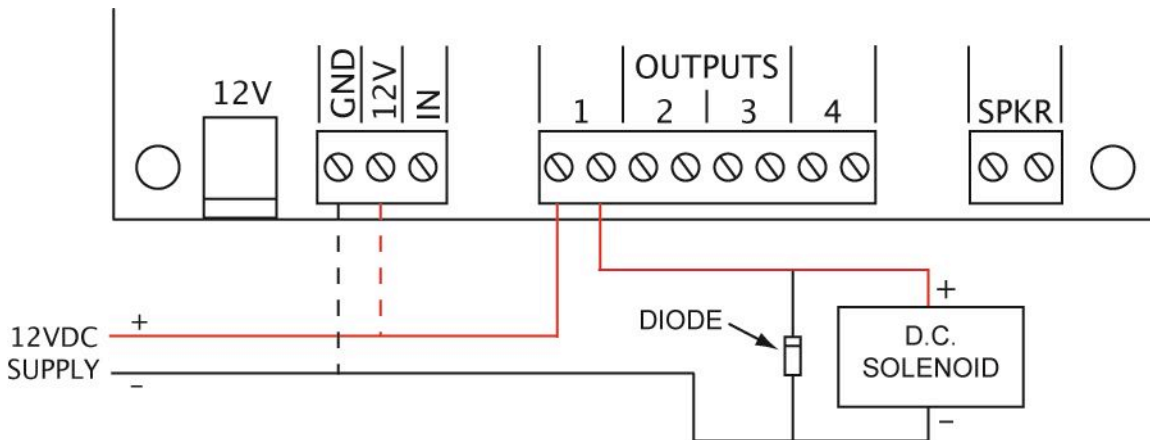 12V
GND
12V
IN
OUTPUTS
1 2 3 4
SPKR
12VDC +
SUPPLY -
DIODE
+
D.C.
SOLENOID
-